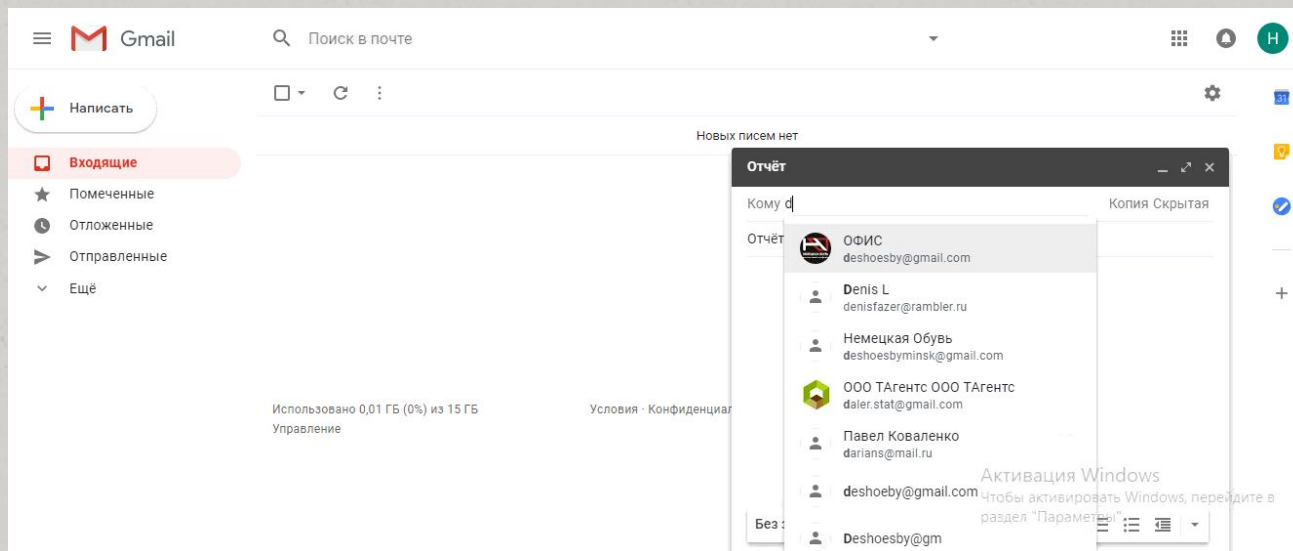 Gmail
Поиск в почте
Н
Написать
31
Новых писем нет
Входящие
Помеченные
Отложенные
Отправленные
Ещё
Отчёт
Кому d
Копия Скрытая
Отчёт
ОФИС
deshoesby@gmail.com
Denis L
denisfazer@rambler.ru
Немецкая Обувь
deshoesbyminsk@gmail.com
ООО ТАгентс ООО ТАгентс
daler.stat@gmail.com
Павел Коваленко
darians@mail.ru
deshoeby@gmail.com
Deshoesby@gm
Использовано 0,01 ГБ (0%) из 15 ГБ
Управление
Условия · Конфиденциал
Без з
Активация Windows
Чтобы активировать Windows, перейдите в
раздел "Параметры".